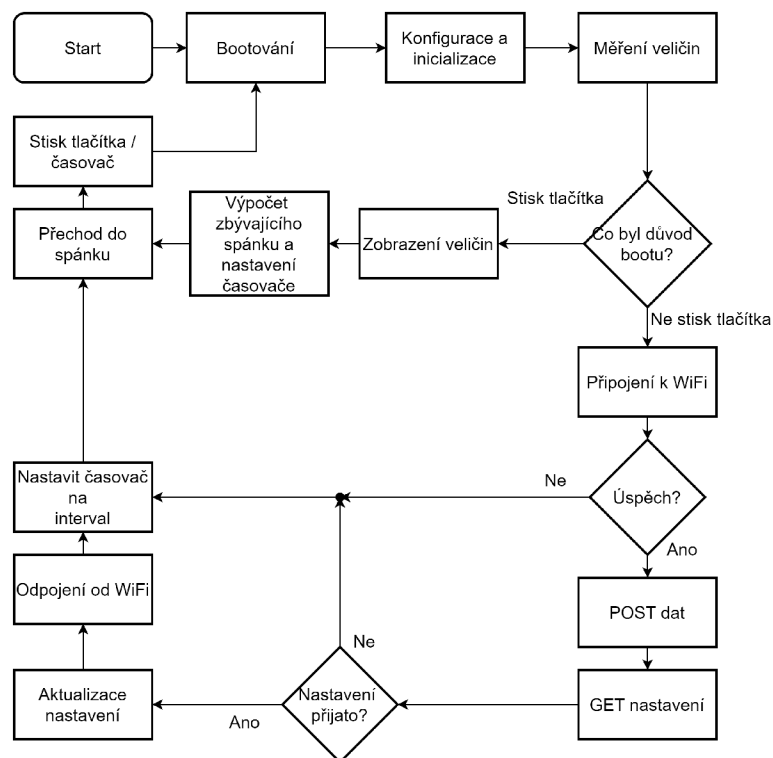 Start
Bootování
Konfigurace a
inicializace
Měření veličin
Stisk tlačítka /
časovač
Přechod do
spánku
Výpočet
zbývajícího
spánku a
nastavení
časovače
Zobrazení veličin
Stisk tlačítka
Co byl důvod
bootu?
Ne stisk tlačítka
Připojení k WiFi
Nastavit časovač
na
interval
Ne
Úspěch?
Ano
Odpojení od WiFi
POST dat
Ne
Aktualizace
nastavení
Ano
Nastavení
přijato?
GET nastavení